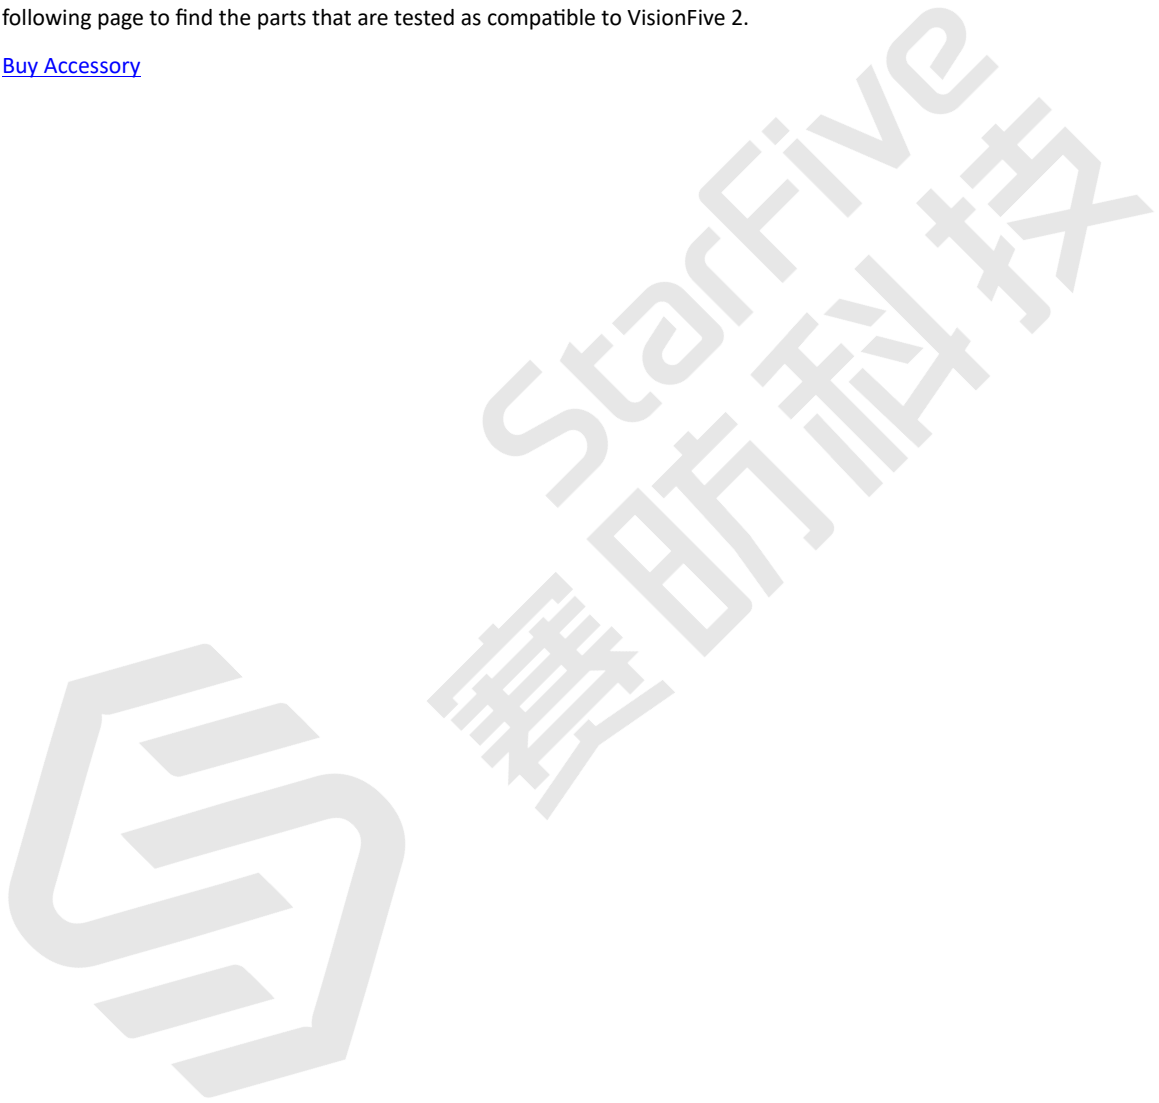 following page to find the parts that are tested as compatible to VisionFive 2.
Buy Accessory
StarFive
赛昉科技